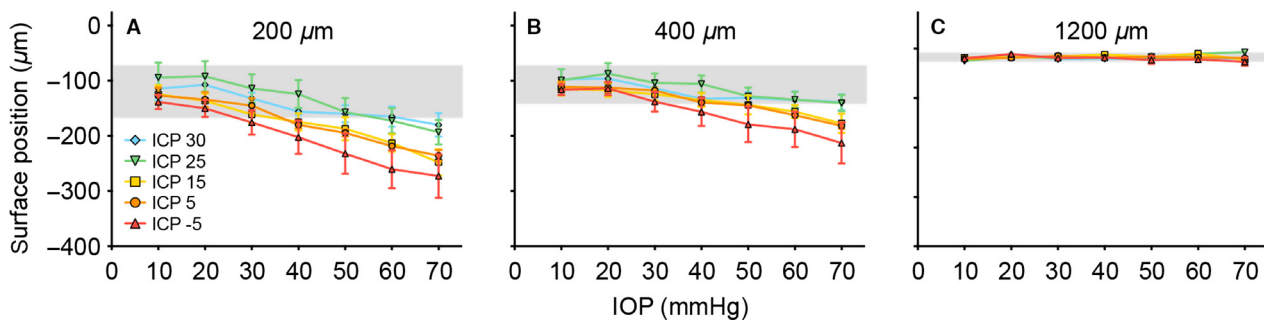 A
200 μm
B
400 μm
C
1200 μm
Surface position (μm)
0
−100
−200
−300
−400
ICP 30
ICP 25
ICP 15
ICP 5
ICP -5
0 10 20 30 40 50 60 70
0 10 20 30 40 50 60 70
0 10 20 30 40 50 60 70
IOP (mmHg)